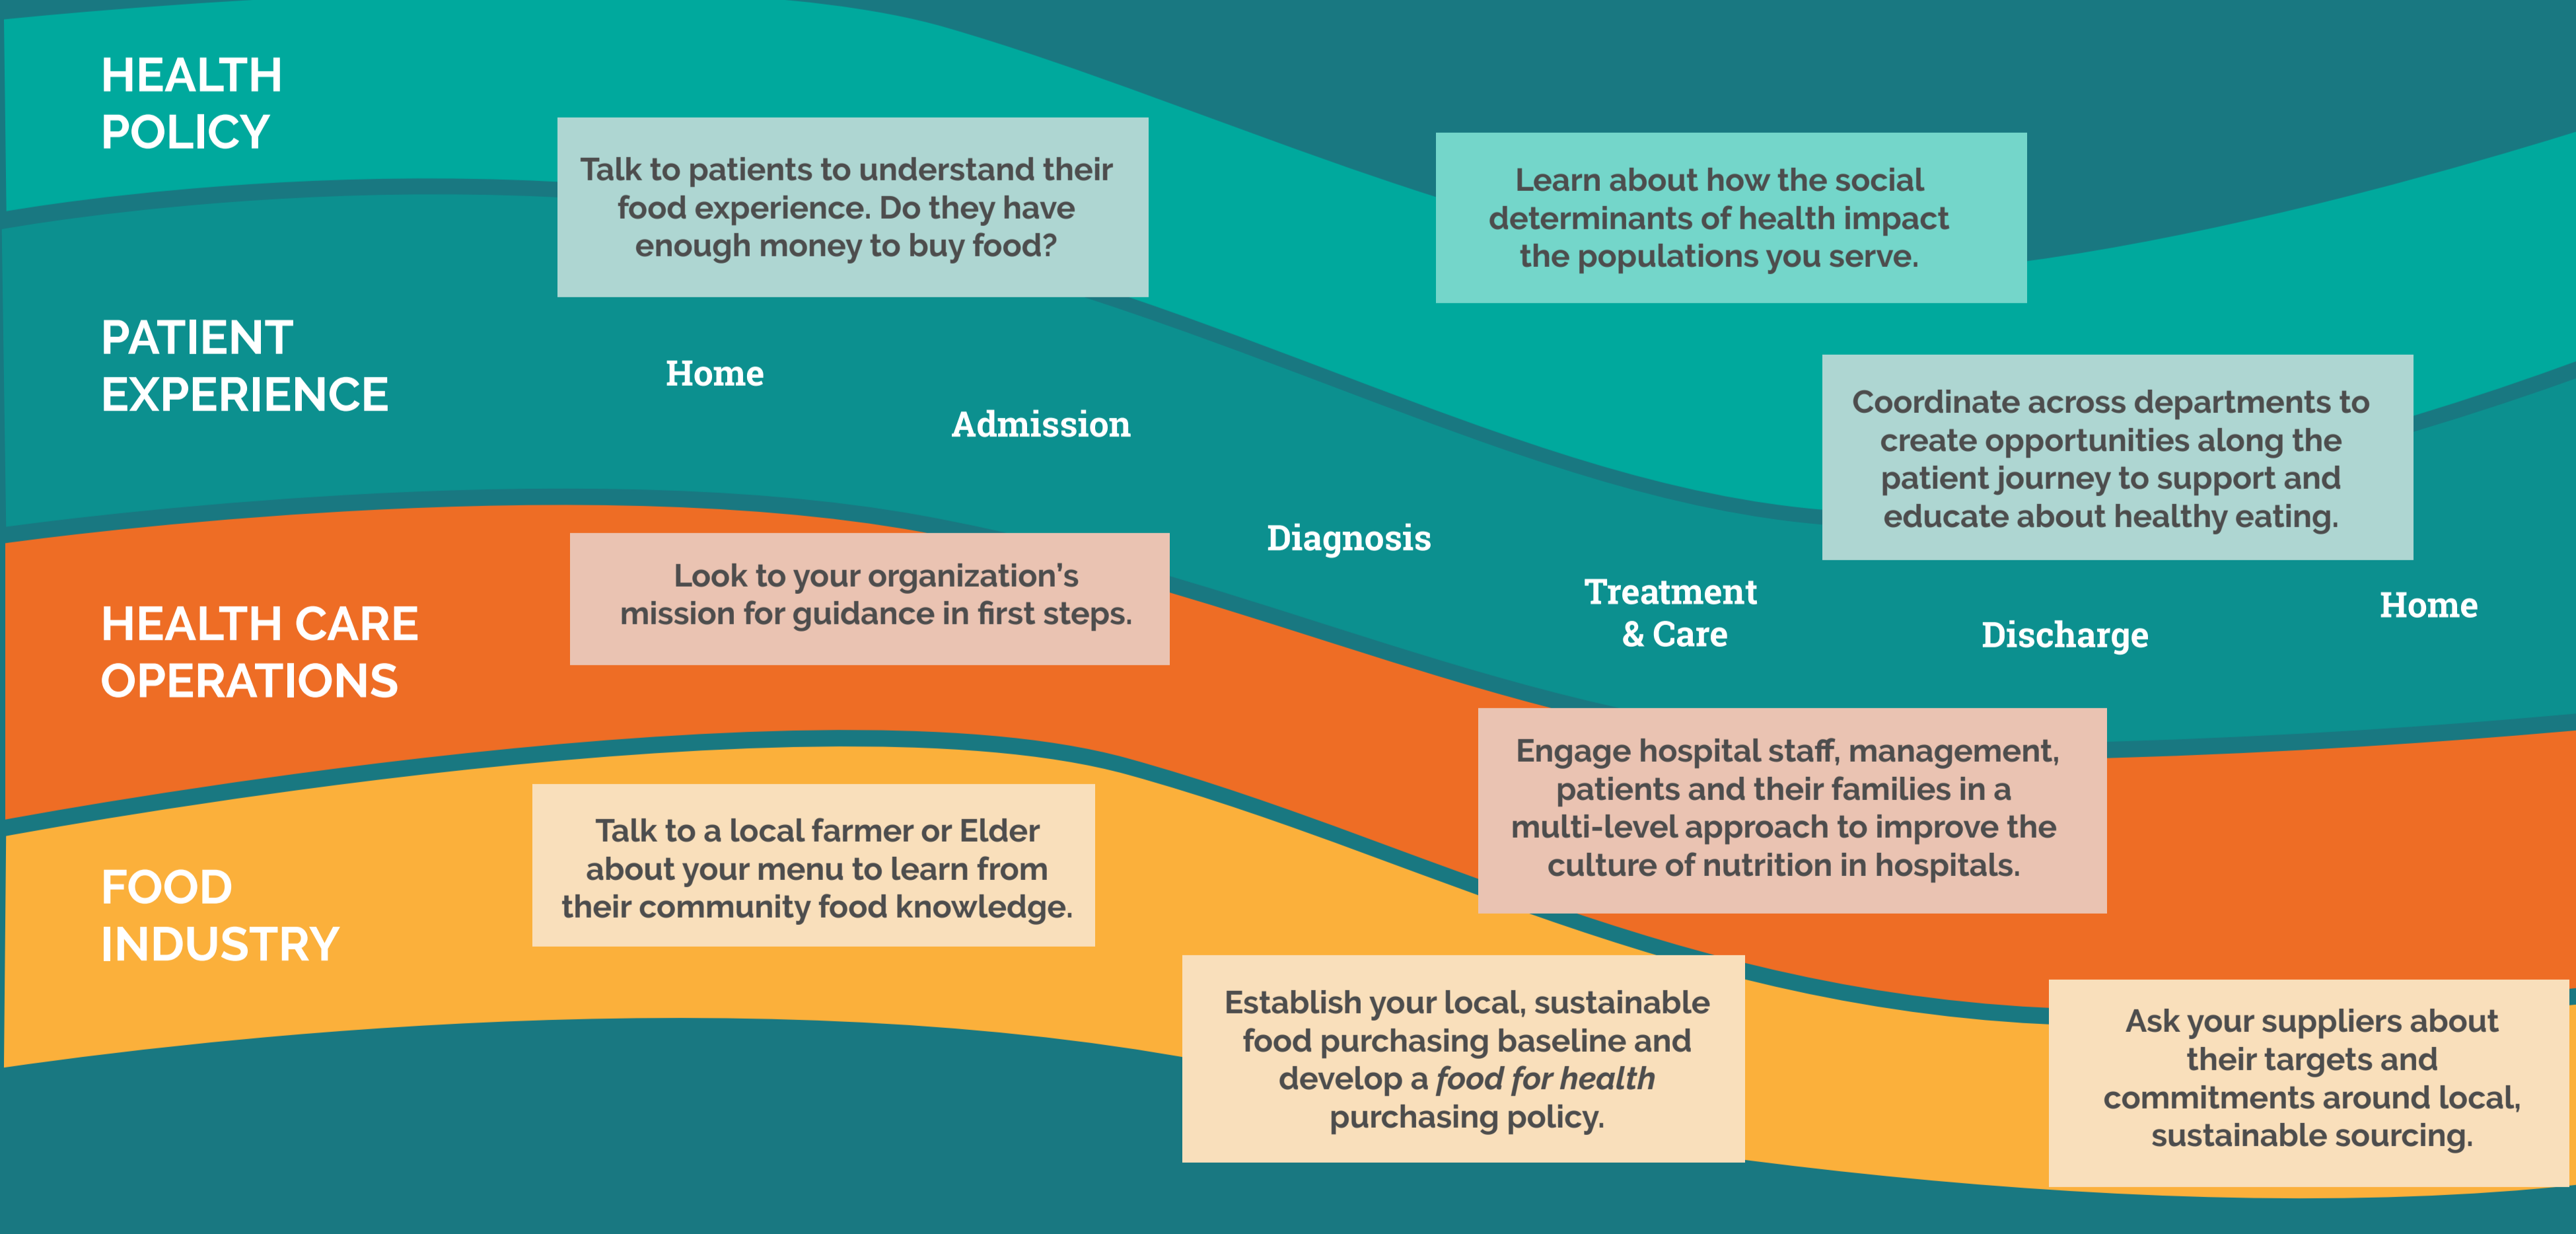 HEALTH
POLICY
Talk to patients to understand their
food experience. Do they have
enough money to buy food?
Learn about how the social
determinants of health impact
the populations you serve.
PATIENT
EXPERIENCE
Home
Admission
Diagnosis
Treatment
& Care
Discharge
Home
Coordinate across departments to
create opportunities along the
patient journey to support and
educate about healthy eating.
HEALTH CARE
OPERATIONS
Look to your organization’s
mission for guidance in first steps.
Engage hospital staff, management,
patients and their families in a
multi-level approach to improve the
culture of nutrition in hospitals.
FOOD
INDUSTRY
Talk to a local farmer or Elder
about your menu to learn from
their community food knowledge.
Establish your local, sustainable
food purchasing baseline and
develop a food for health
purchasing policy.
Ask your suppliers about
their targets and
commitments around local,
sustainable sourcing.